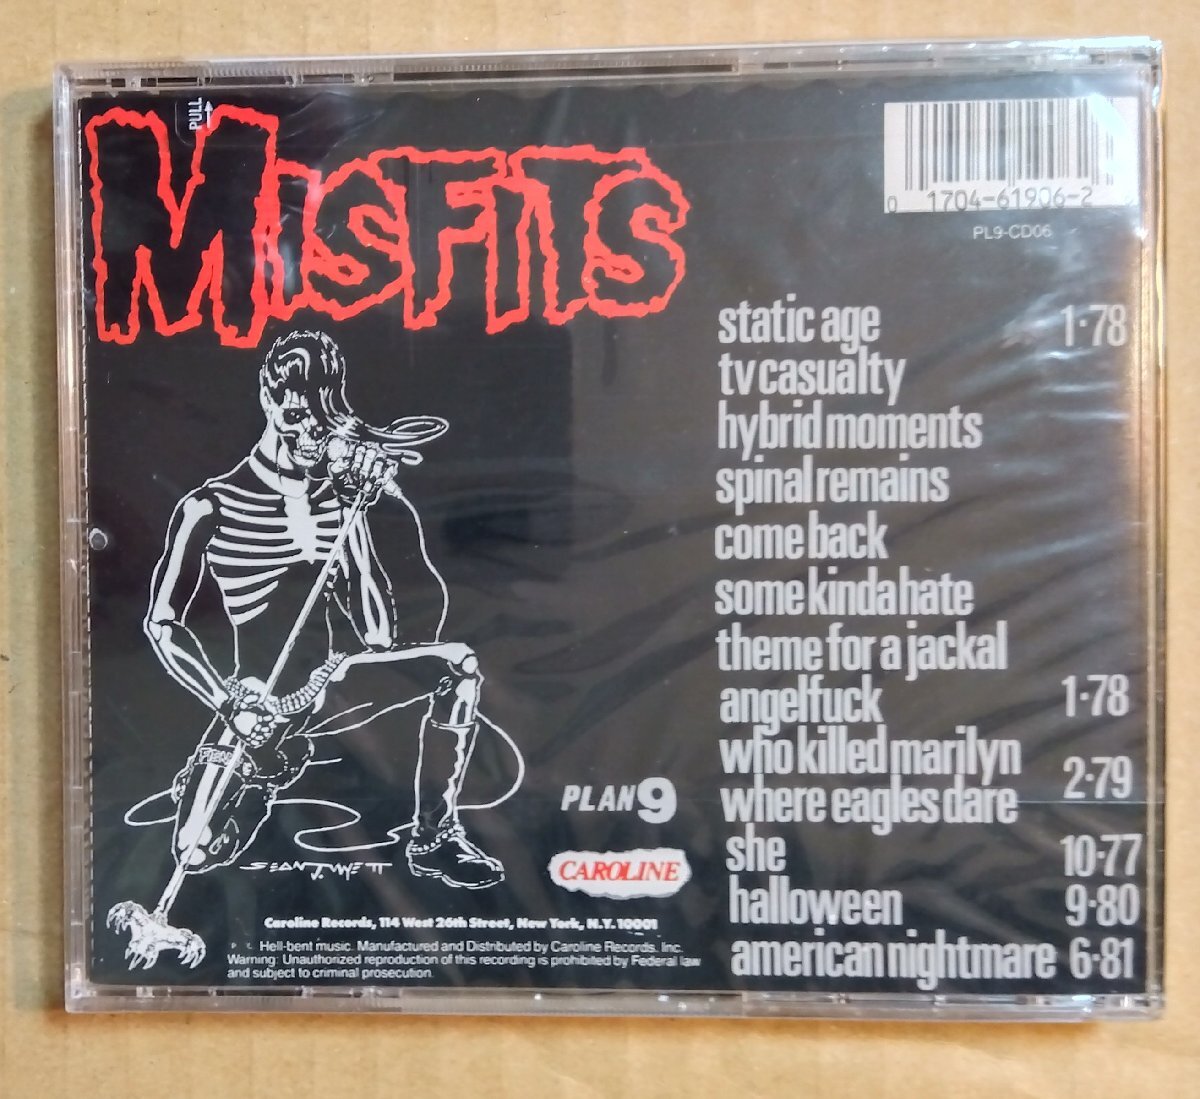 PULL
MISFITS
0 1704-61906-2
PL9-CD06
static age 1·78
tv casualty
hybrid moments
spinal remains
come back
some kinda hate
theme for a jackal
angelfuck 1·78
who killed marilyn
2·79
where eagles dare
she 10·77
halloween 9·80
american nightmare 6·81
PLAN 9
CAROLINE
Caroline Records, 114 West 26th Street, New York, N.Y. 10001
Hell-bent music. Manufactured and Distributed by Caroline Records, Inc.
Warning: Unauthorized reproduction of this recording is prohibited by Federal law
and subject to criminal prosecution.